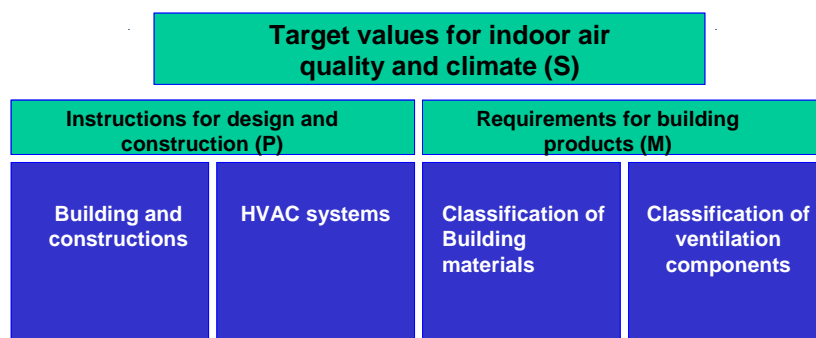 Target values for indoor air
quality and climate (S)
Instructions for design and
construction (P)
Requirements for building
products (M)
Building and
constructions
HVAC systems
Classification of
Building
materials
Classification of
ventilation
components